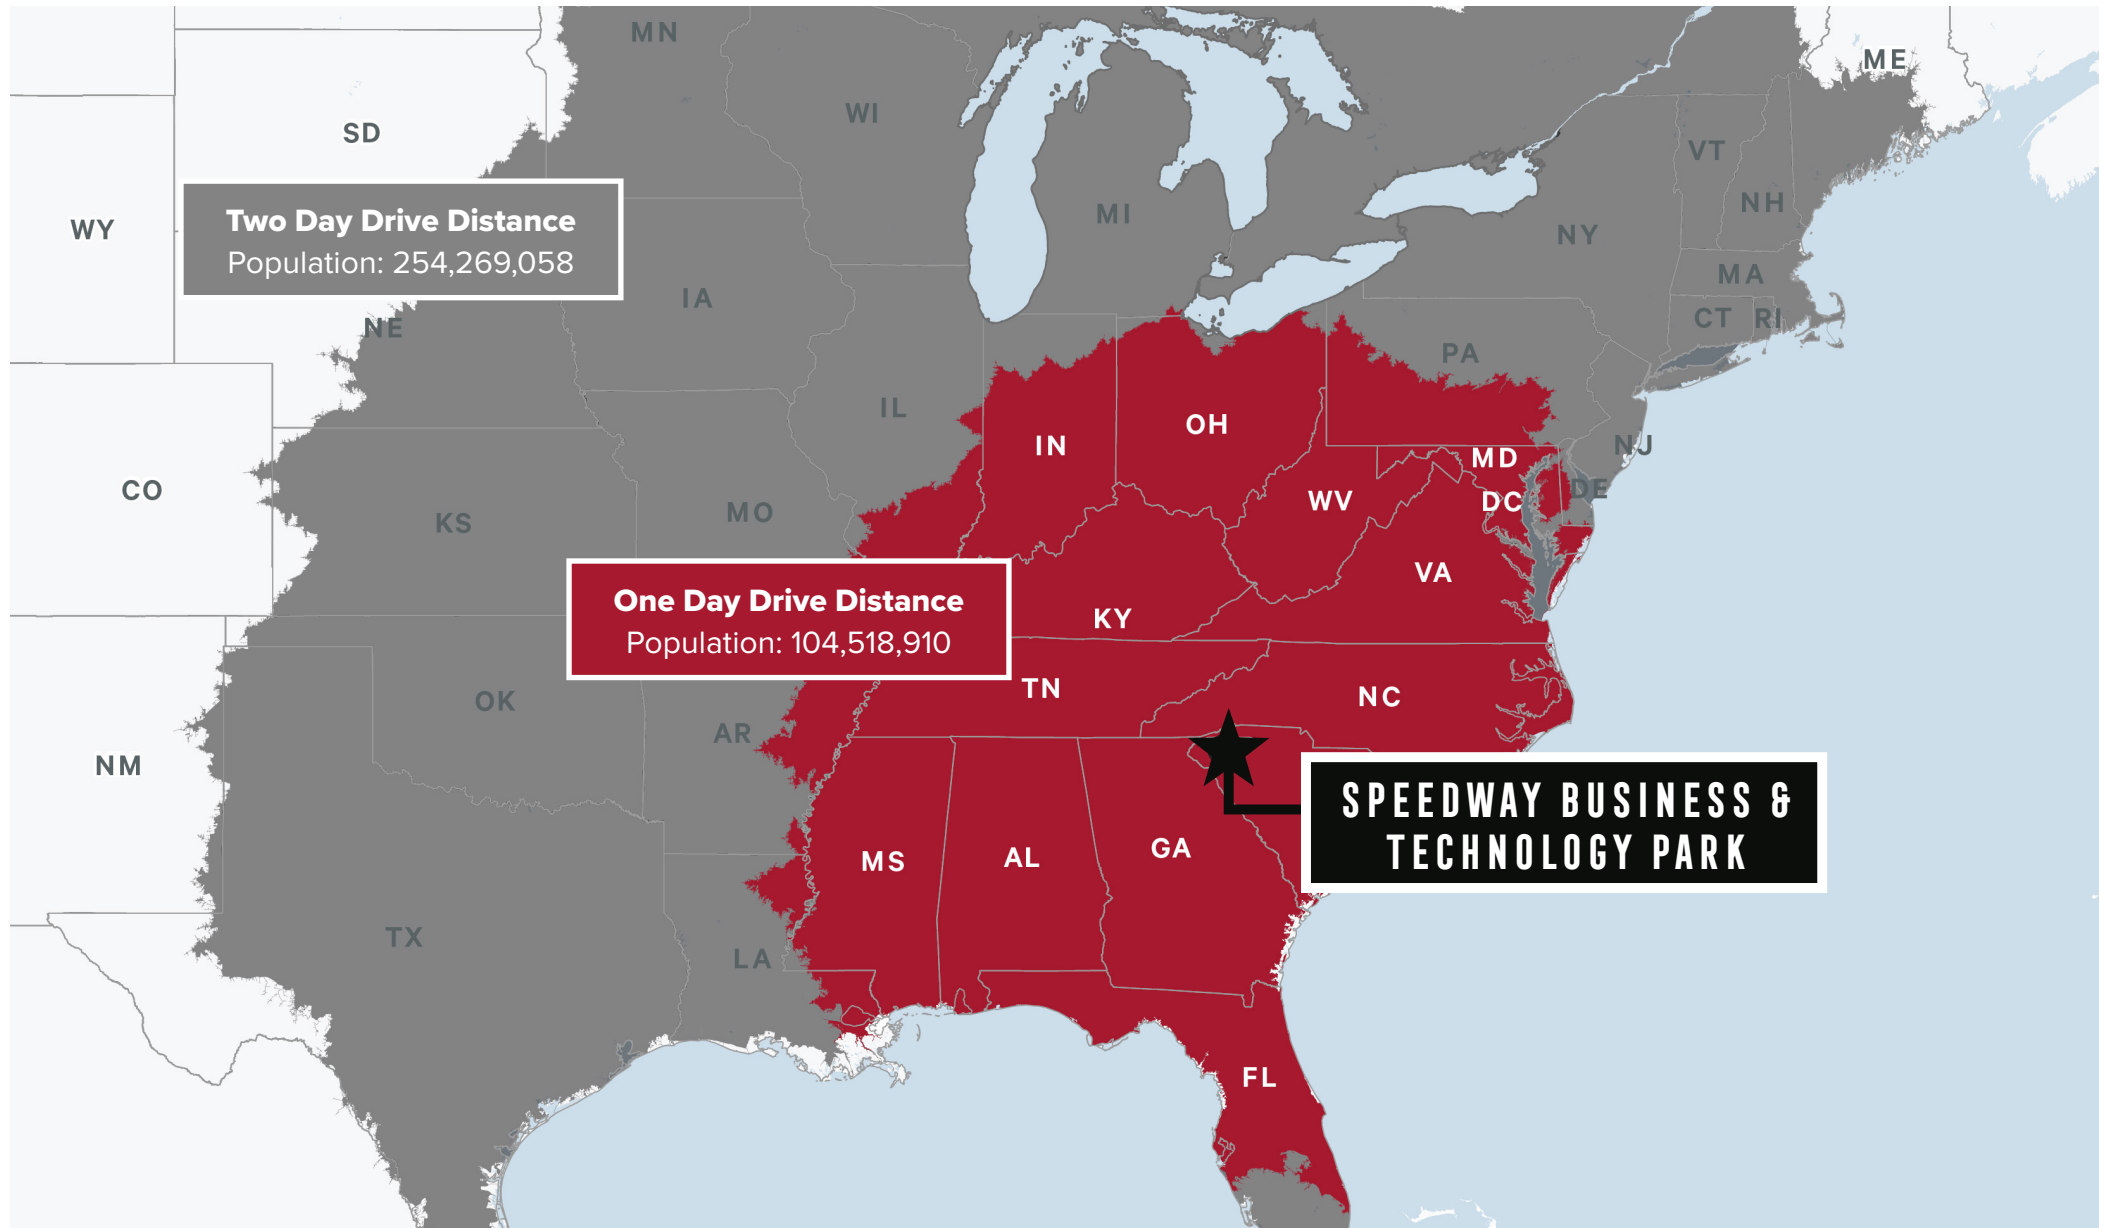 MN
ME
WI
SD
VT
MI
NH
Two Day Drive Distance
Population: 254,269,058
WY
NY
MA
IA
CT
RI
NE
PA
IL
OH
IN
NJ
MD
CO
DE
WV
DC
MO
KS
VA
One Day Drive Distance
Population: 104,518,910
KY
TN
NC
OK
AR
NM
SPEEDWAY BUSINESS &
TECHNOLOGY PARK
GA
AL
MS
TX
LA
FL